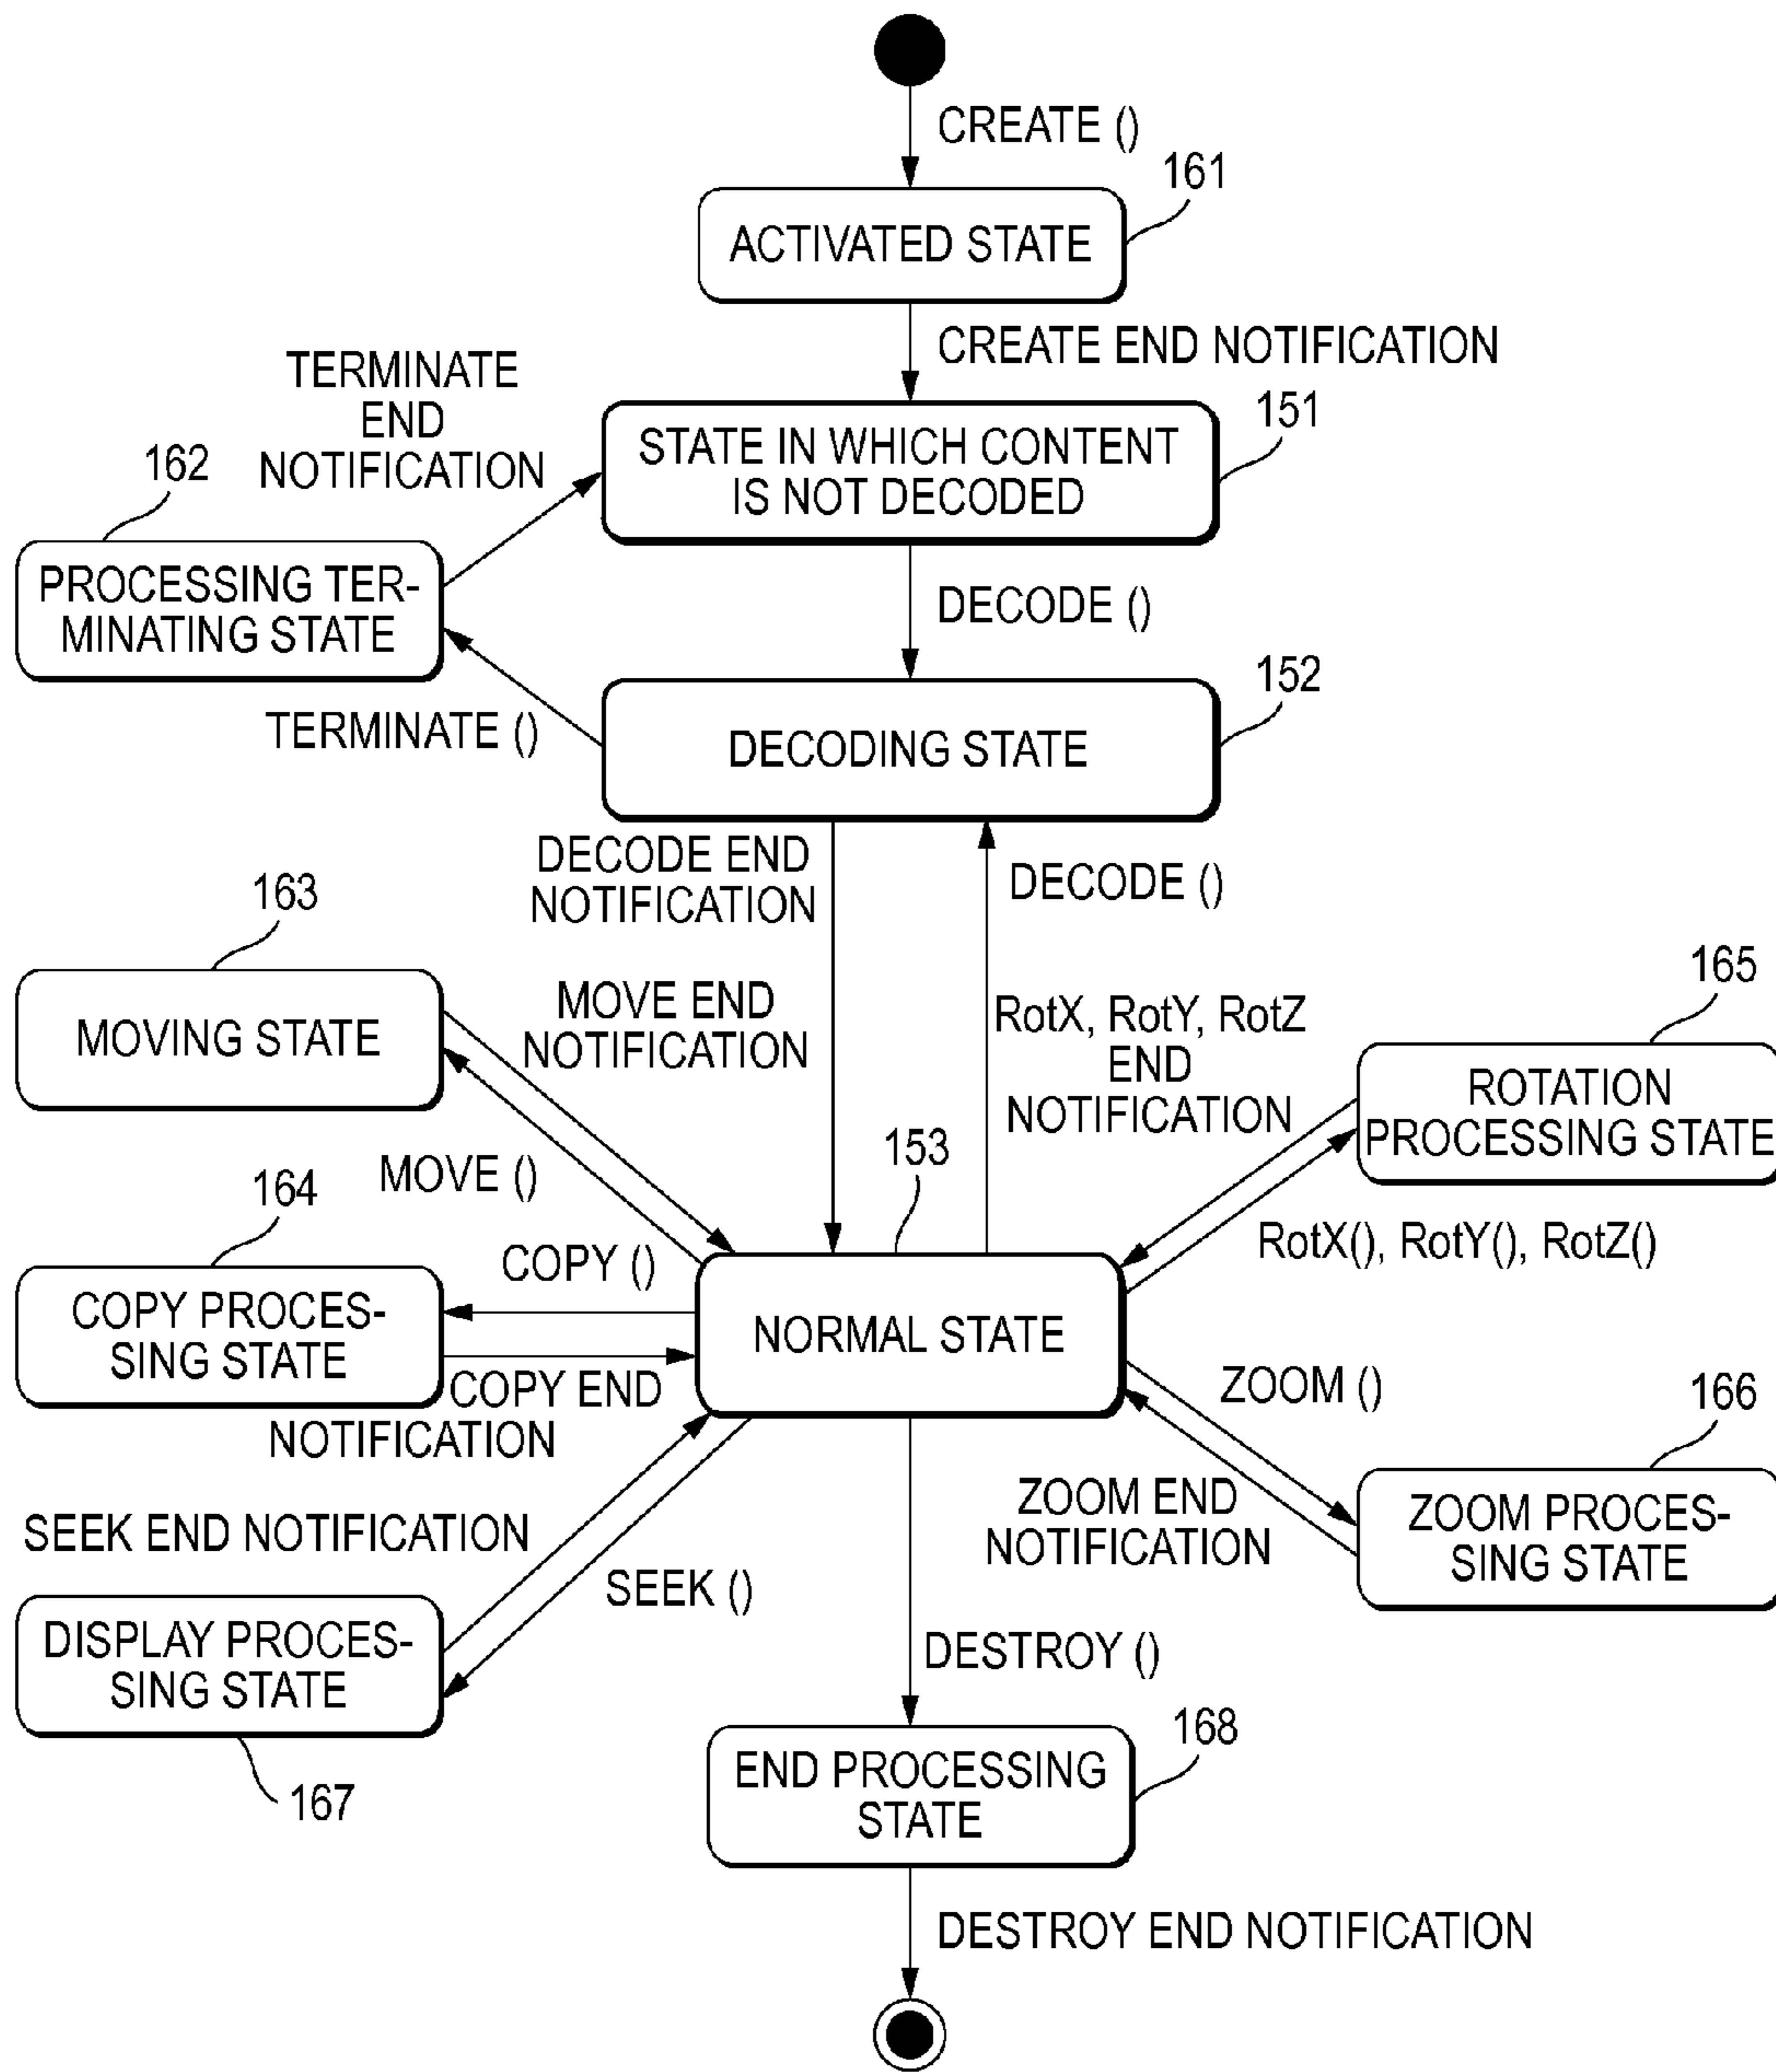 CREATE ()
161
ACTIVATED STATE
CREATE END NOTIFICATION
TERMINATE
END
NOTIFICATION
151
STATE IN WHICH CONTENT
IS NOT DECODED
162
PROCESSING TER-
MINATING STATE
DECODE ()
152
TERMINATE ()
DECODING STATE
DECODE END
NOTIFICATION
DECODE ()
163
MOVING STATE
MOVE END
NOTIFICATION
RotX, RotY, RotZ
END
NOTIFICATION
165
ROTATION
PROCESSING STATE
MOVE ()
153
164
COPY ()
RotX(), RotY(), RotZ()
COPY PROCES-
SING STATE
NORMAL STATE
COPY END
NOTIFICATION
ZOOM ()
166
ZOOM END
NOTIFICATION
ZOOM PROCES-
SING STATE
SEEK END NOTIFICATION
SEEK ()
DISPLAY PROCES-
SING STATE
167
DESTROY ()
168
END PROCESSING
STATE
DESTROY END NOTIFICATION